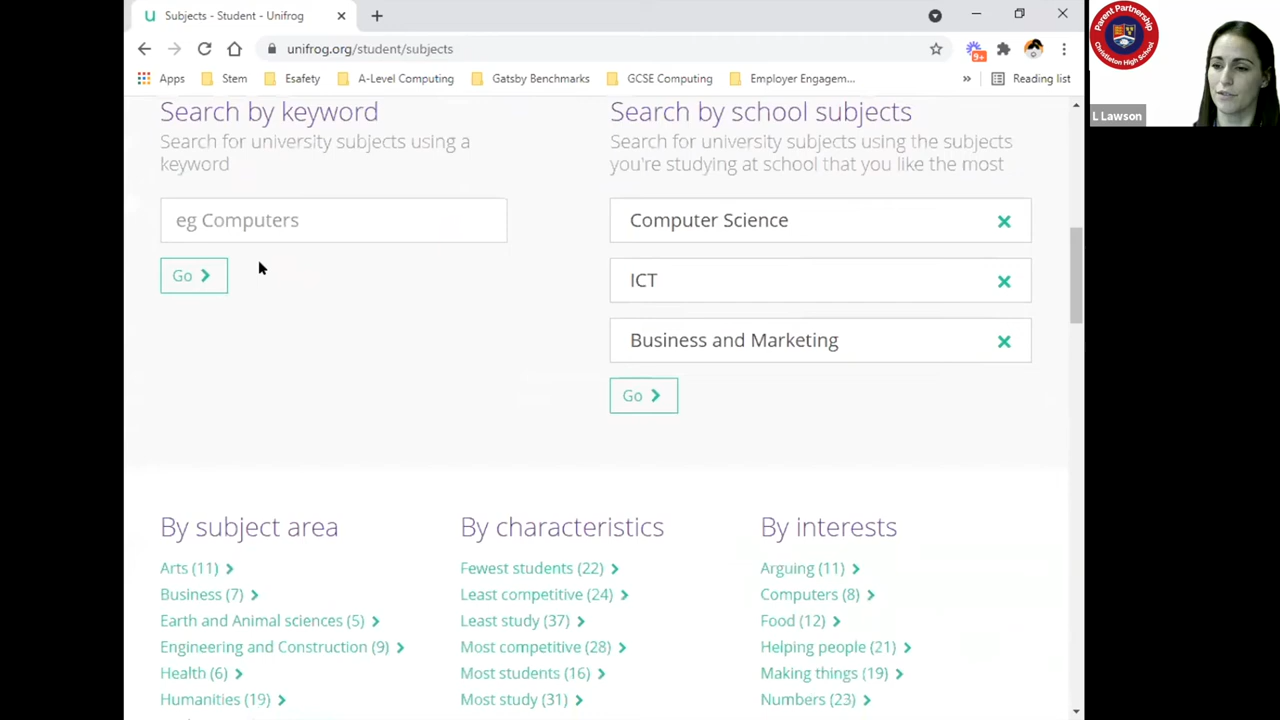 Subjects - Student - Unifrog
unifrog.org/student/subjects
Apps
Stem
Esafety
A-Level Computing
Gatsby Benchmarks
GCSE Computing
Employer Engagem...
»
Reading list
9+
Parent Partnership
Christleton High School
L Lawson
Search by keyword
Search for university subjects using a
keyword
eg Computers
Go
Search by school subjects
Search for university subjects using the subjects
you're studying at school that you like the most
Computer Science
ICT
Business and Marketing
Go
By subject area
Arts (11)
Business (7)
Earth and Animal sciences (5)
Engineering and Construction (9)
Health (6)
Humanities (19)
By characteristics
Fewest students (22)
Least competitive (24)
Least study (37)
Most competitive (28)
Most students (16)
Most study (31)
By interests
Arguing (11)
Computers (8)
Food (12)
Helping people (21)
Making things (19)
Numbers (23)